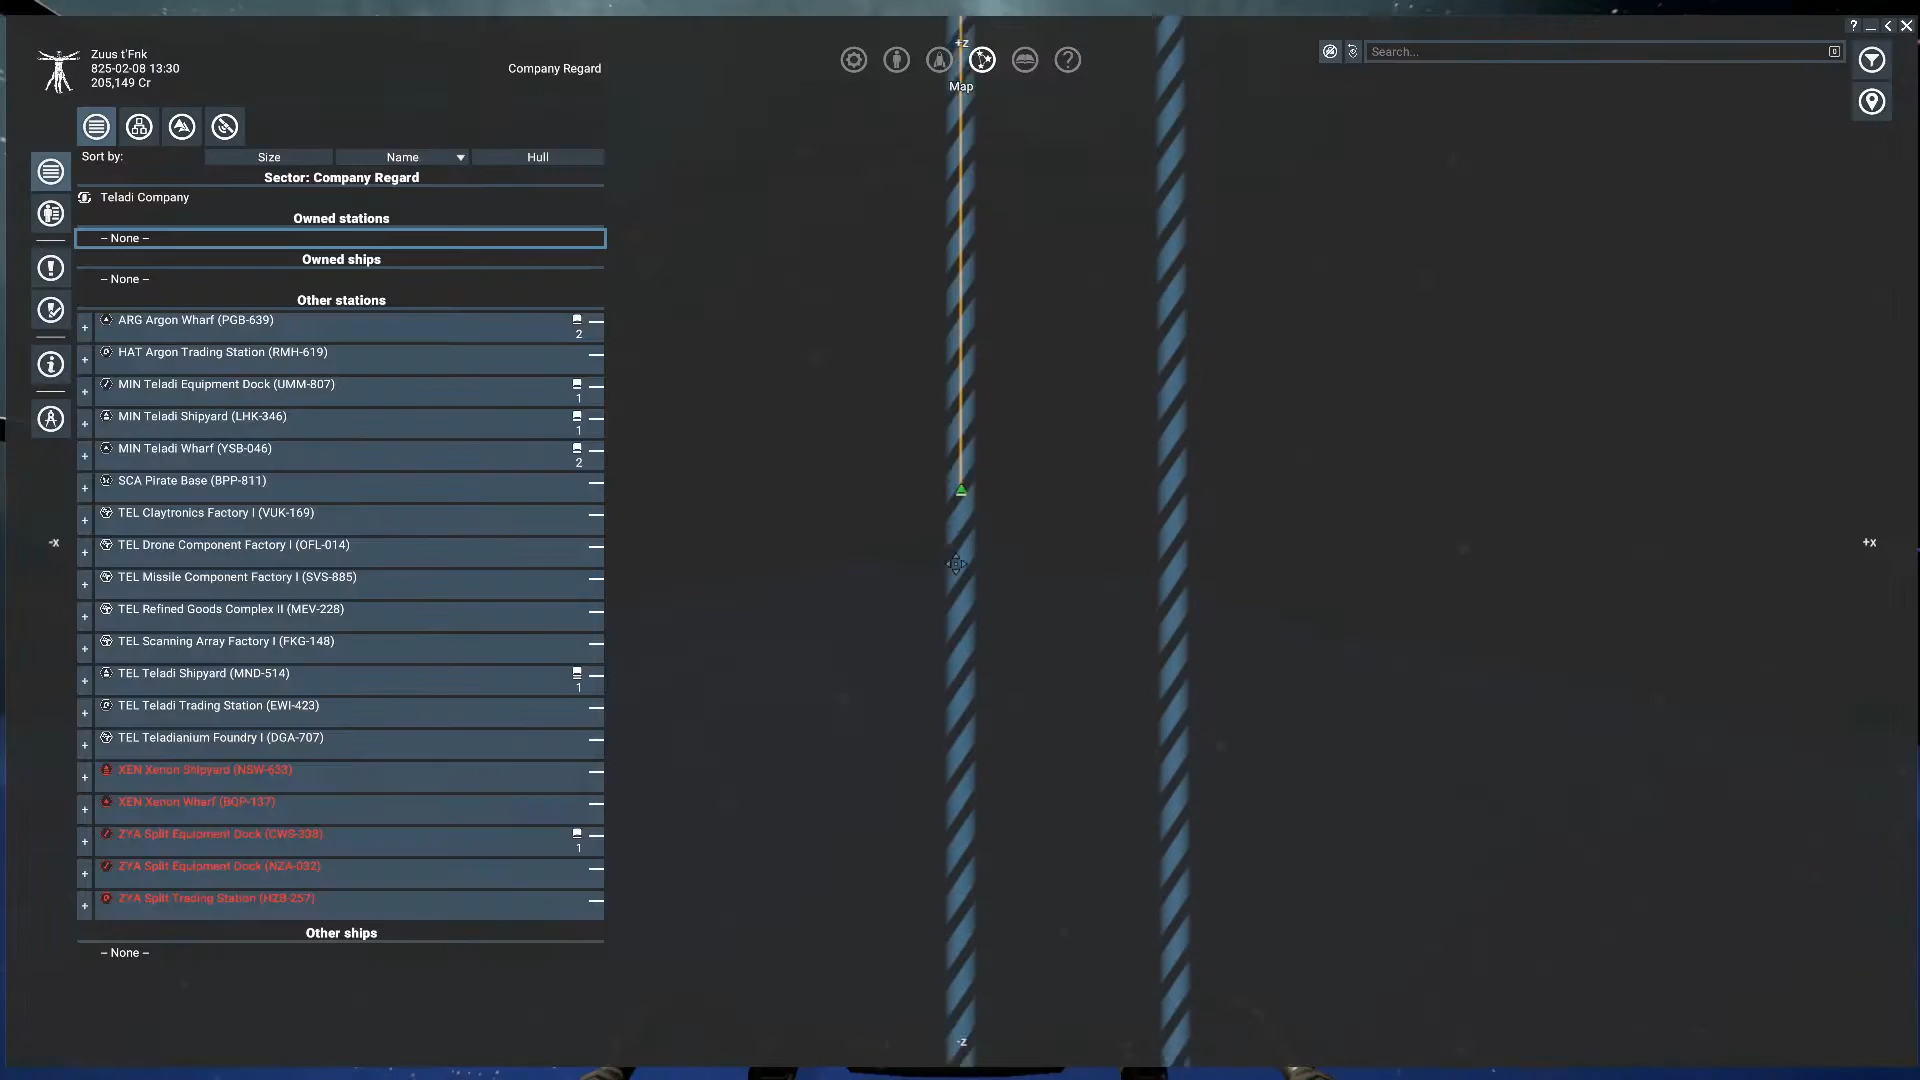 Zuus t'Fnk
825-02-08 13:30
205,149 Cr
Company Regard
+z
Map
Search...
Sort by:
Size
Name
Hull
Sector: Company Regard
Teladi Company
Owned stations
-- None --
Owned ships
-- None --
Other stations
ARG Argon Wharf (PGB-639)
2
HAT Argon Trading Station (RMH-619)
MIN Teladi Equipment Dock (UMM-807)
1
MIN Teladi Shipyard (LHK-346)
1
MIN Teladi Wharf (YSB-046)
2
SCA Pirate Base (BPP-811)
TEL Claytronics Factory I (VUK-169)
TEL Drone Component Factory I (OFL-014)
TEL Missile Component Factory I (SVS-885)
TEL Refined Goods Complex II (MEV-228)
TEL Scanning Array Factory I (FKG-148)
TEL Teladi Shipyard (MND-514)
1
TEL Teladi Trading Station (EWI-423)
TEL Teladianium Foundry I (DGA-707)
XEN Xenon Shipyard (NSW-633)
XEN Xenon Wharf (BQP-137)
ZYA Split Equipment Dock (CWS-338)
1
ZYA Split Equipment Dock (NZA-032)
ZYA Split Trading Station (HZB-257)
Other ships
-- None --
-x
+x
-z